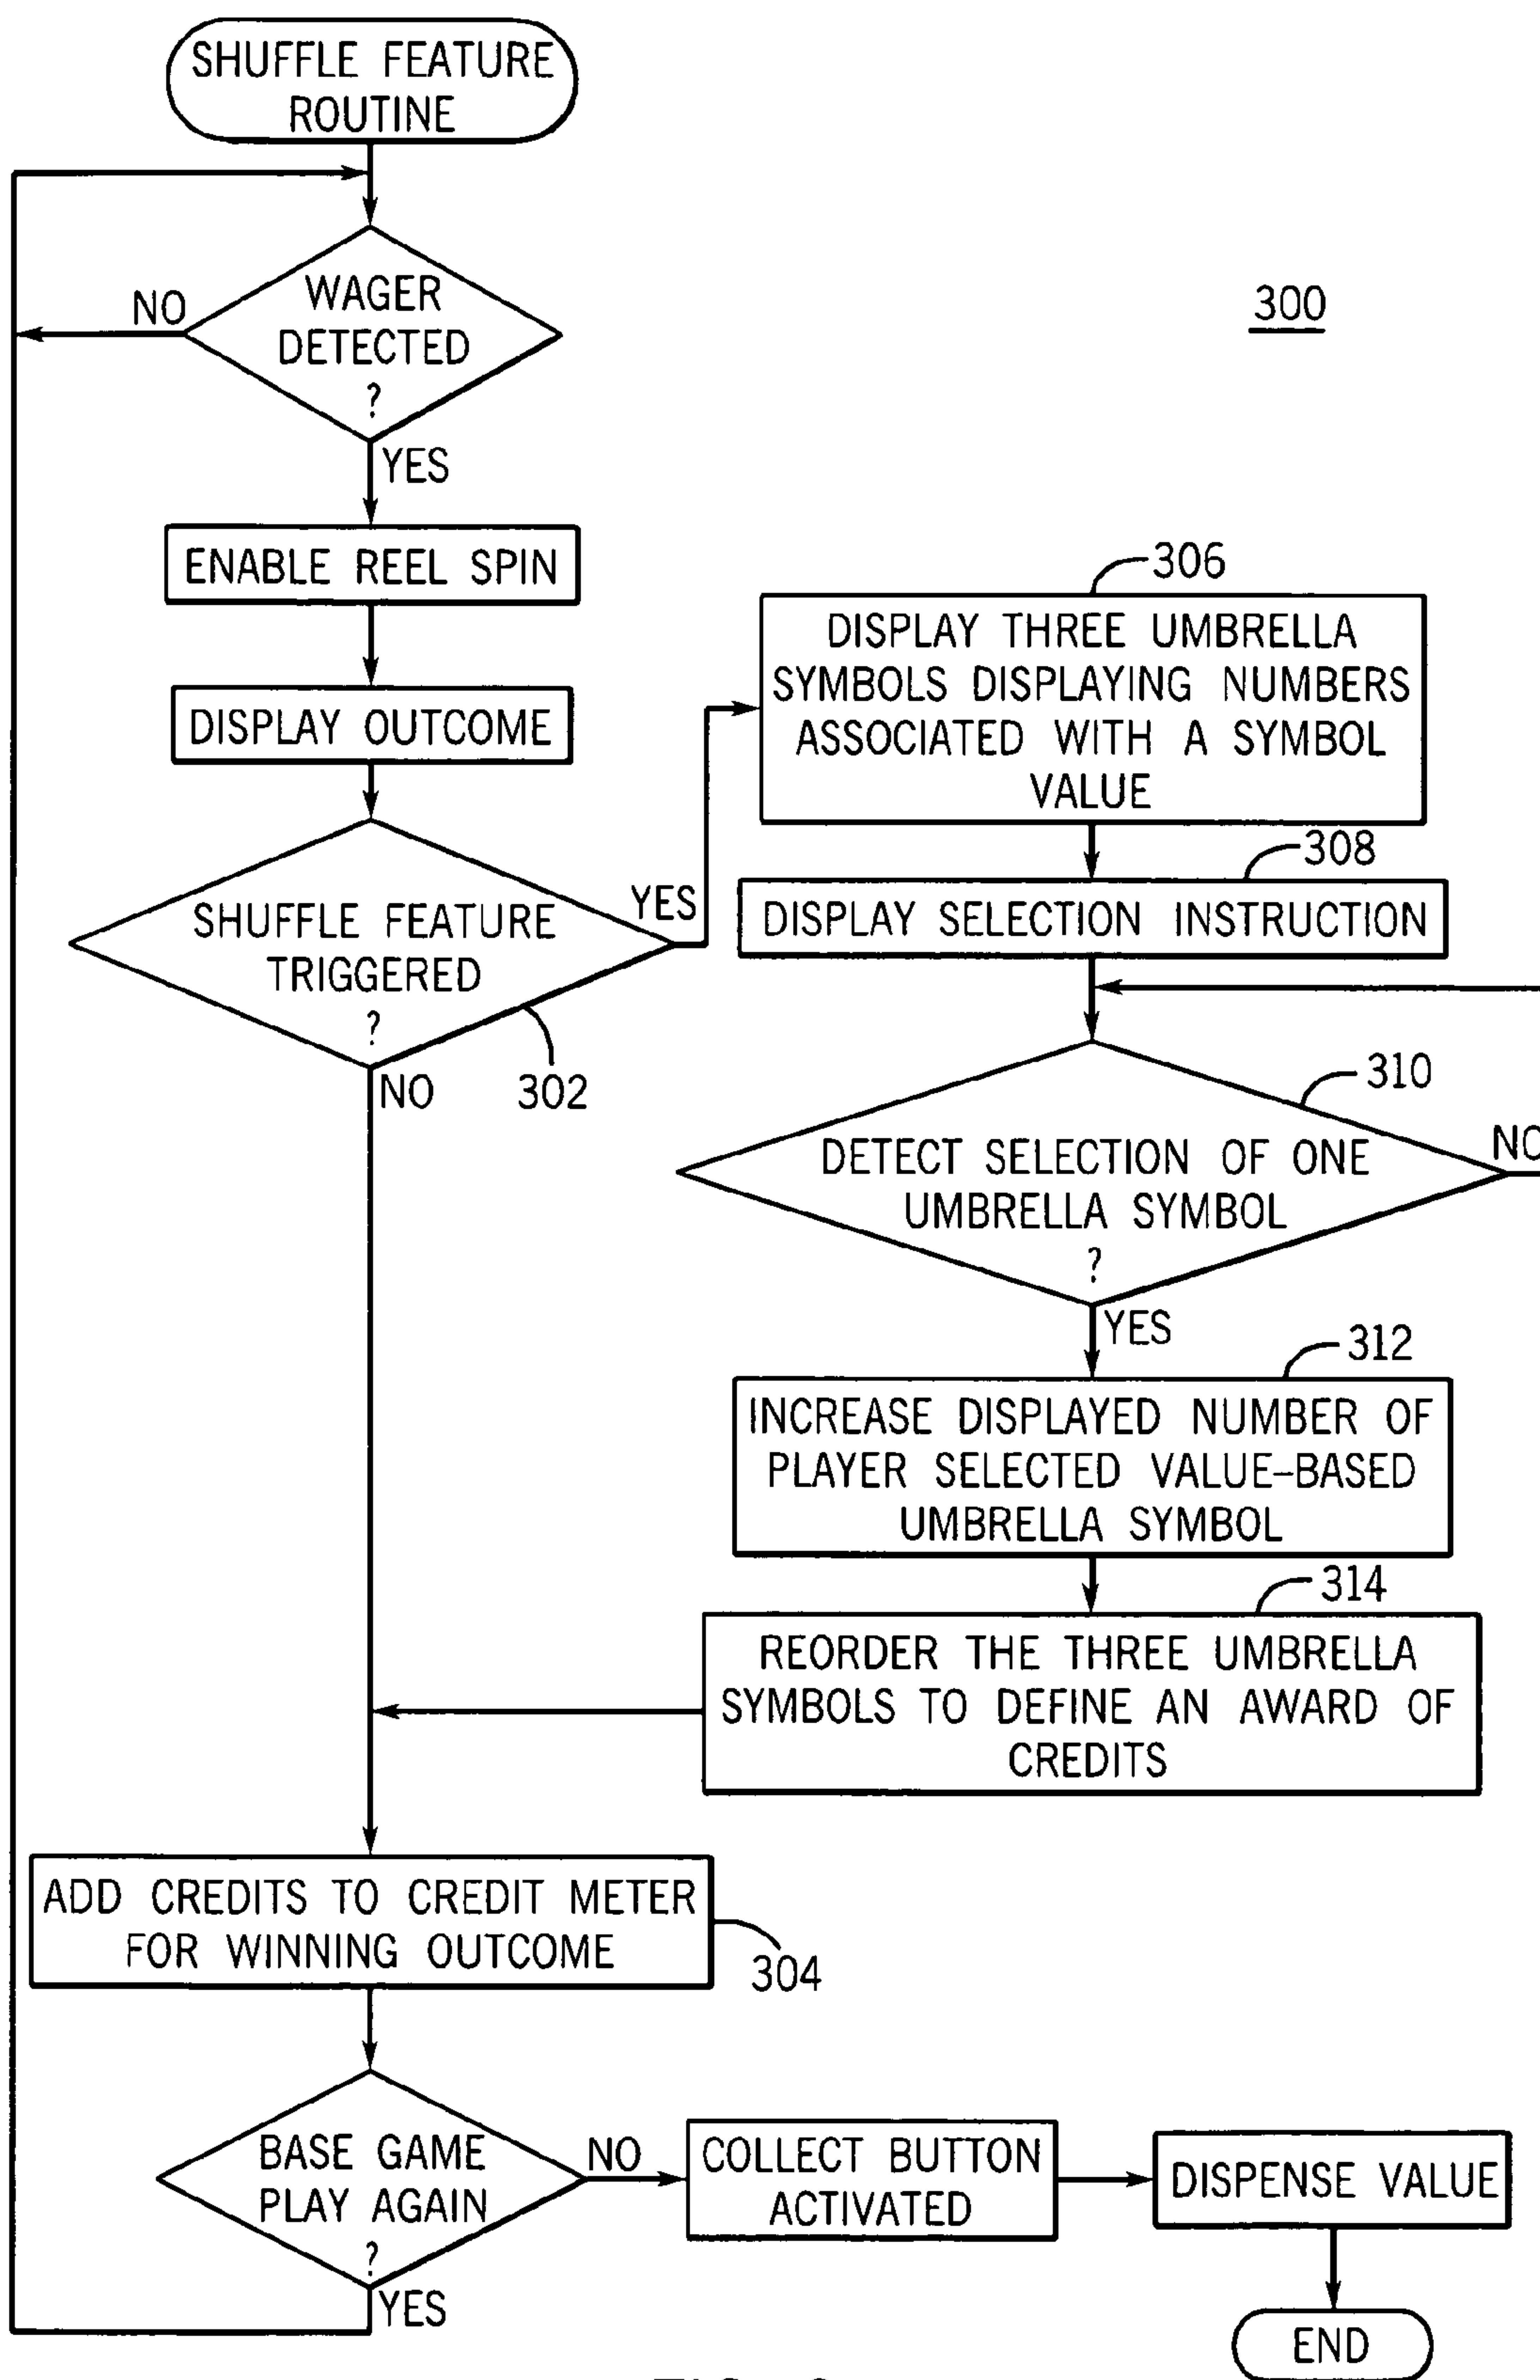 SHUFFLE FEATURE
ROUTINE
WAGER
DETECTED
?
NO
YES
300
ENABLE REEL SPIN
DISPLAY OUTCOME
SHUFFLE FEATURE
TRIGGERED
?
YES
NO
302
306
DISPLAY THREE UMBRELLA
SYMBOLS DISPLAYING NUMBERS
ASSOCIATED WITH A SYMBOL
VALUE
308
DISPLAY SELECTION INSTRUCTION
310
DETECT SELECTION OF ONE
UMBRELLA SYMBOL
?
NO
YES
312
INCREASE DISPLAYED NUMBER OF
PLAYER SELECTED VALUE-BASED
UMBRELLA SYMBOL
314
REORDER THE THREE UMBRELLA
SYMBOLS TO DEFINE AN AWARD OF
CREDITS
ADD CREDITS TO CREDIT METER
FOR WINNING OUTCOME
304
BASE GAME
PLAY AGAIN
?
NO
YES
COLLECT BUTTON
ACTIVATED
DISPENSE VALUE
END